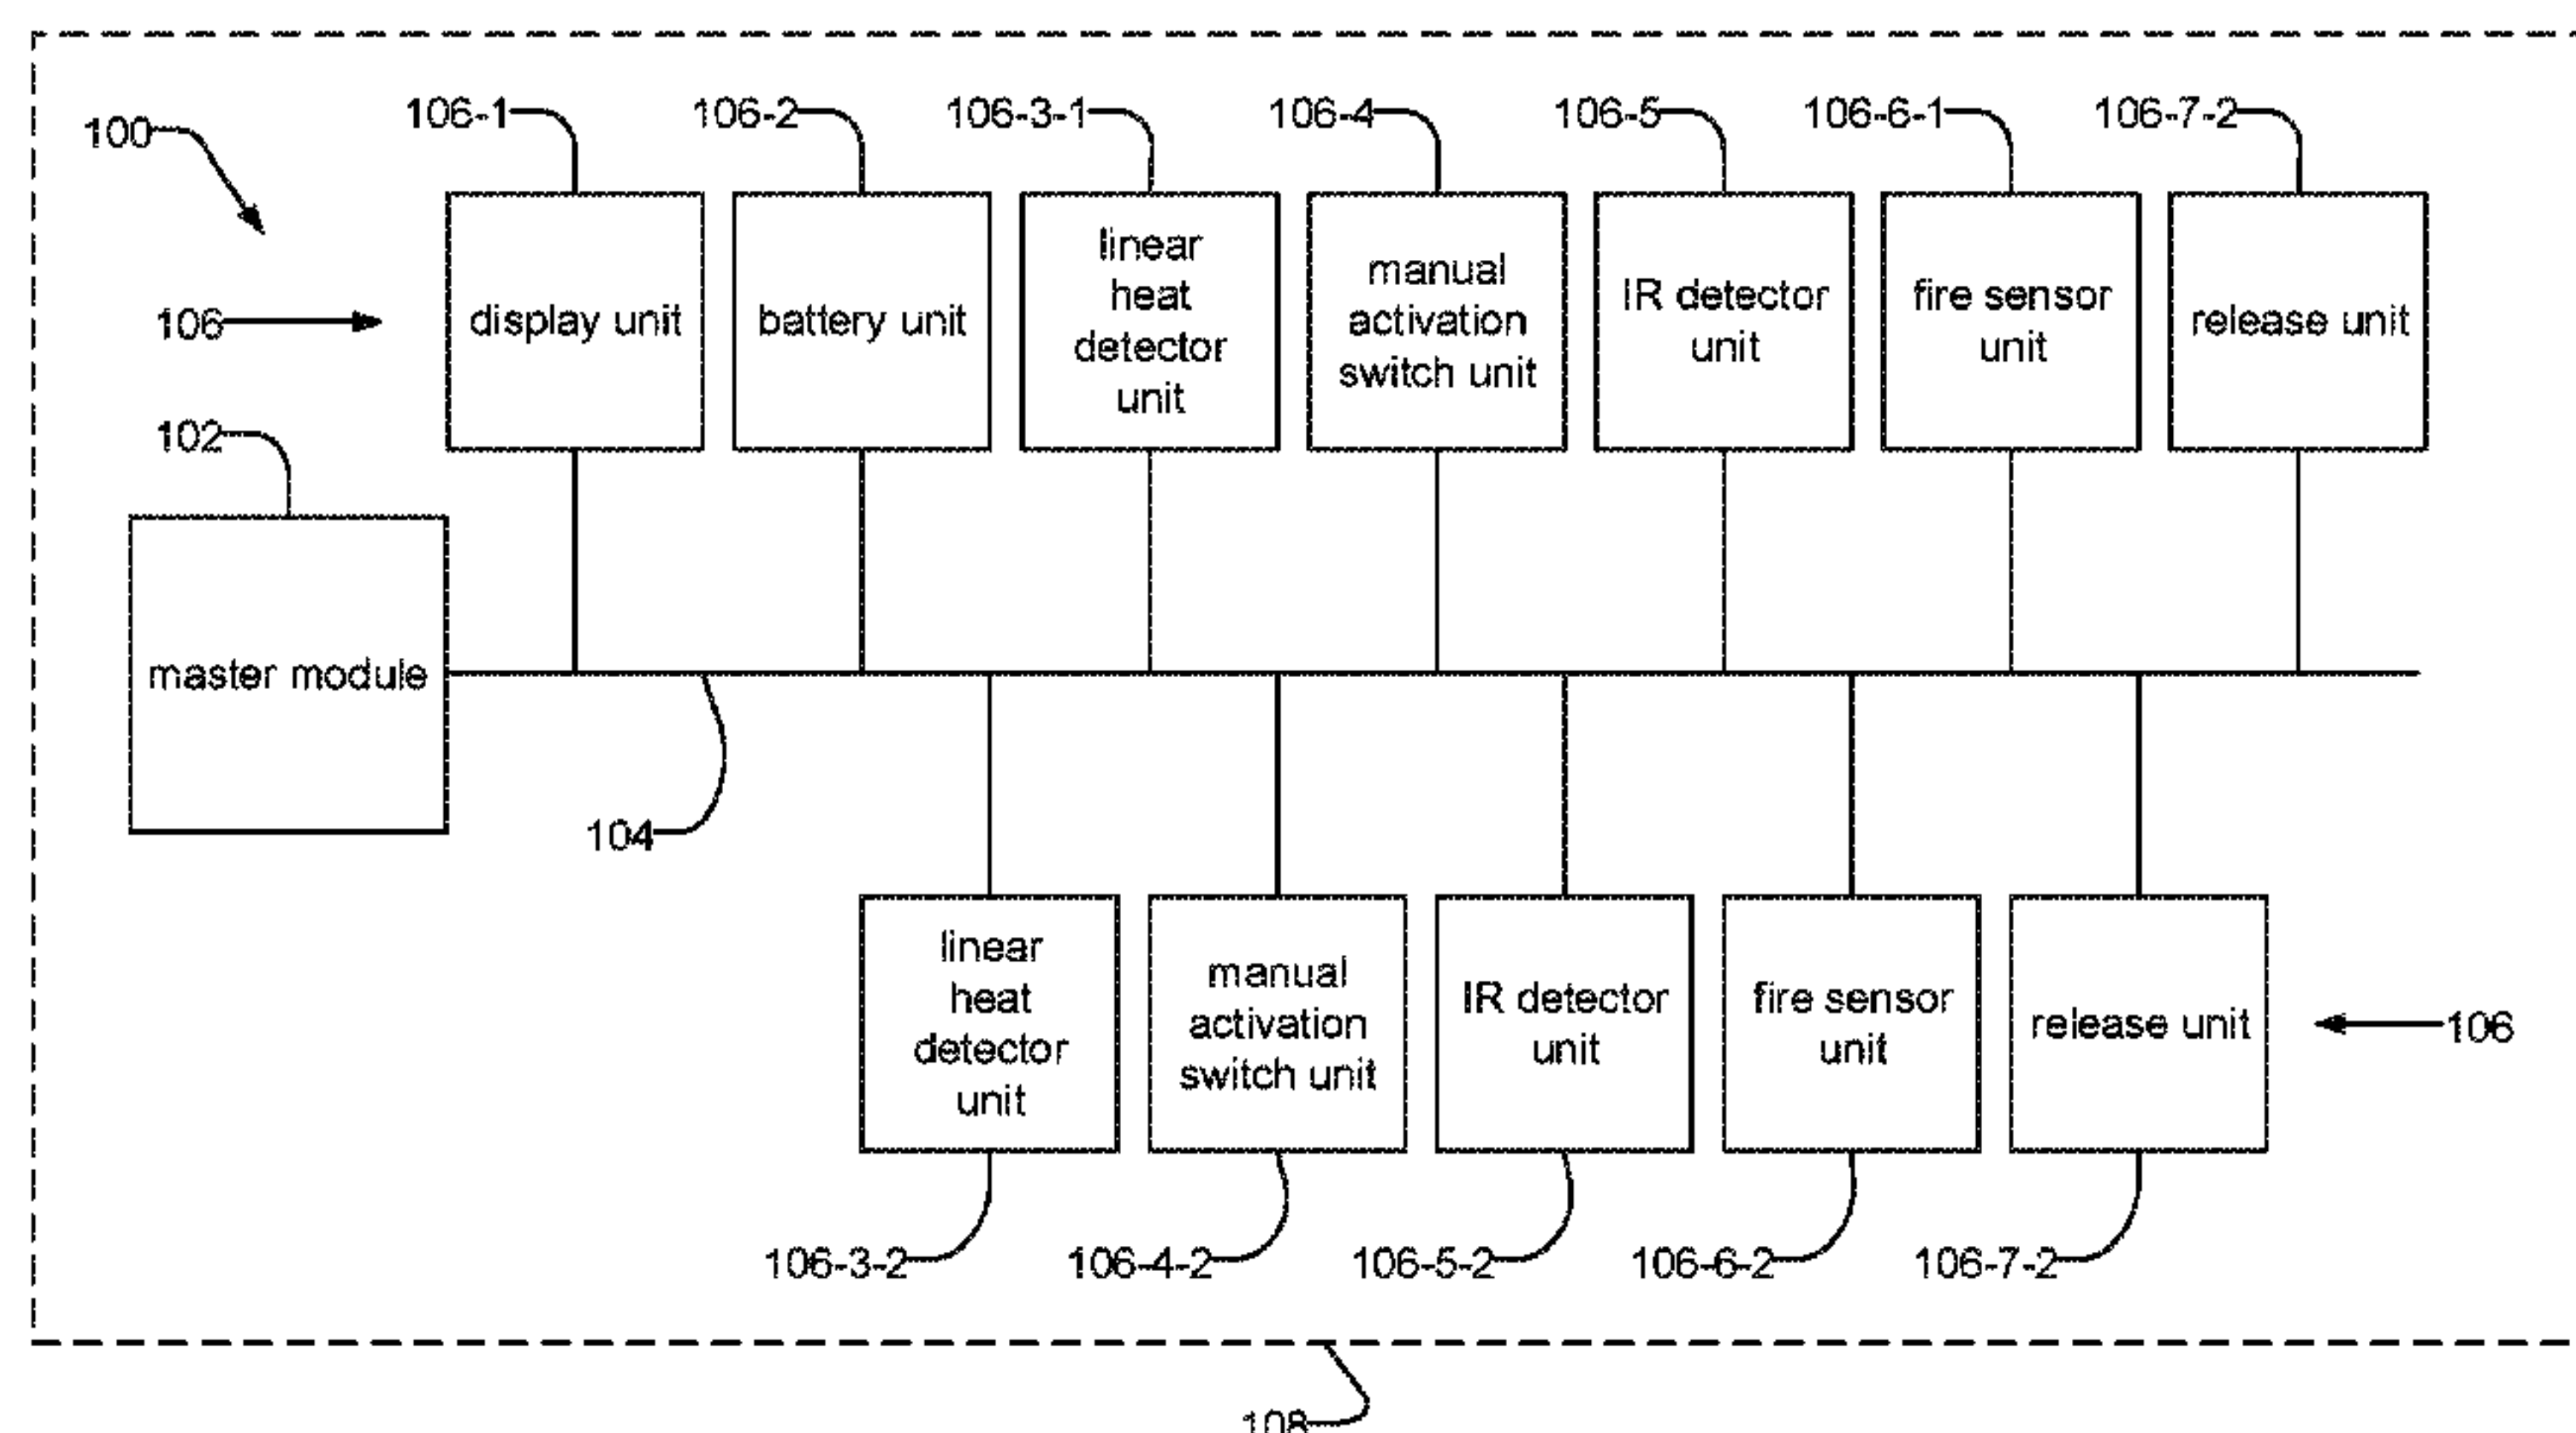 106-1
106-2
106-3-1
106-4
106-5
106-6-1
106-7-2
100
106
102
display unit
battery unit
linear
heat
detector
unit
manual
activation
switch unit
IR detector
unit
fire sensor
unit
release unit
master module
104
linear
heat
detector
unit
manual
activation
switch unit
IR detector
unit
fire sensor
unit
release unit
106
106-3-2
106-4-2
106-5-2
106-6-2
106-7-2
108